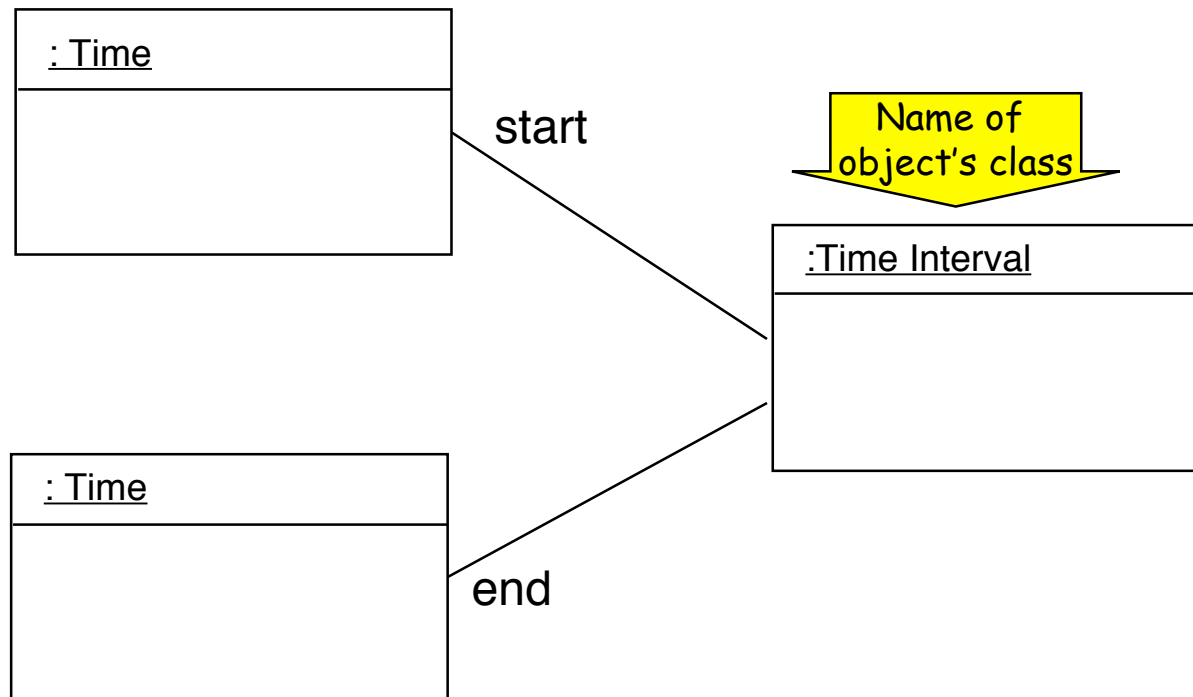 : Time
start
Name of
object's class
:Time Interval
: Time
end